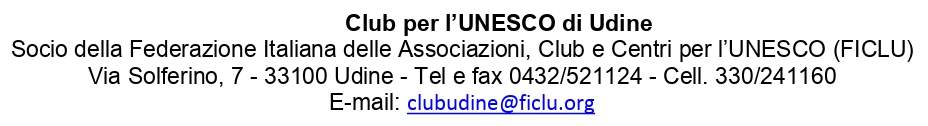 Club per l’UNESCO di Udine
Socio della Federazione Italiana delle Associazioni, Club e Centri per l’UNESCO (FICLU)
Via Solferino, 7 - 33100 Udine - Tel e fax 0432/521124 - Cell. 330/241160
E-mail: clubudine@ficlu.org